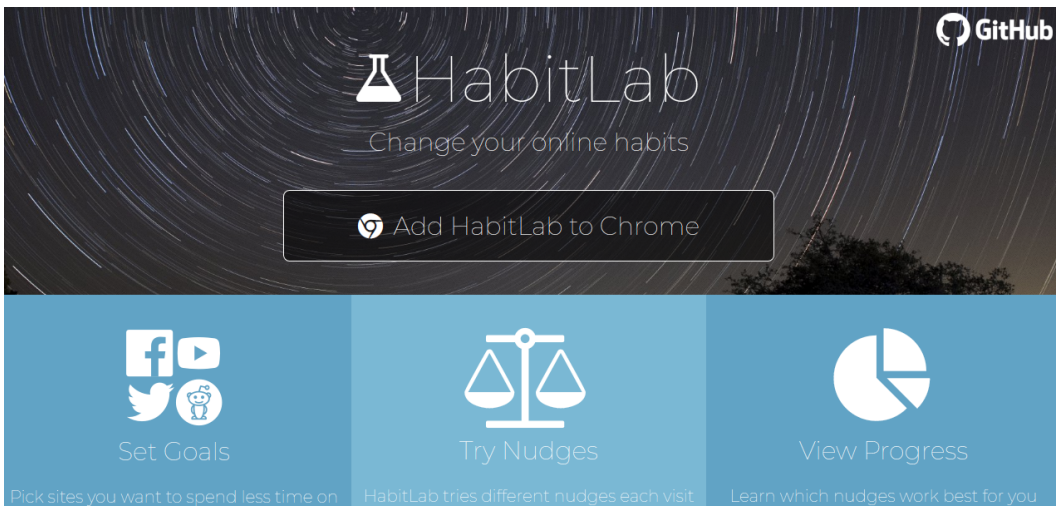 GitHub
HabitLab
Change your online habits
Add HabitLab to Chrome
Set Goals
Pick sites you want to spend less time on
Try Nudges
HabitLab tries different nudges each visit
View Progress
Learn which nudges work best for you